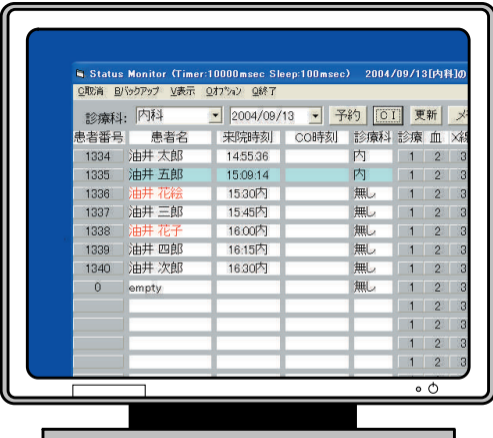 Status Monitor (Timer:10000msec Sleep:100msec) 2004/09/13[内科]の
C取消 B/バックアップ V表示 Oオプション Q終了
診療科: 内科 2004/09/13 予約 CI 更新
患者番号 患者名 来院時刻 CO時刻 診療科 診療 血 X線
1334 油井 太郎 14:55:36 内 1 2 3
1335 油井 五郎 15:09:14 内 1 2 3
1336 油井 花絵 15:30内 無し 1 2 3
1337 油井 三郎 15:45内 無し 1 2 3
1338 油井 花子 16:00内 無し 1 2 3
1339 油井 四郎 16:15内 無し 1 2 3
1340 油井 次郎 16:30内 無し 1 2 3
0 empty 無し 1 2 3
1 2 3
1 2 3
1 2 3
1 2 3